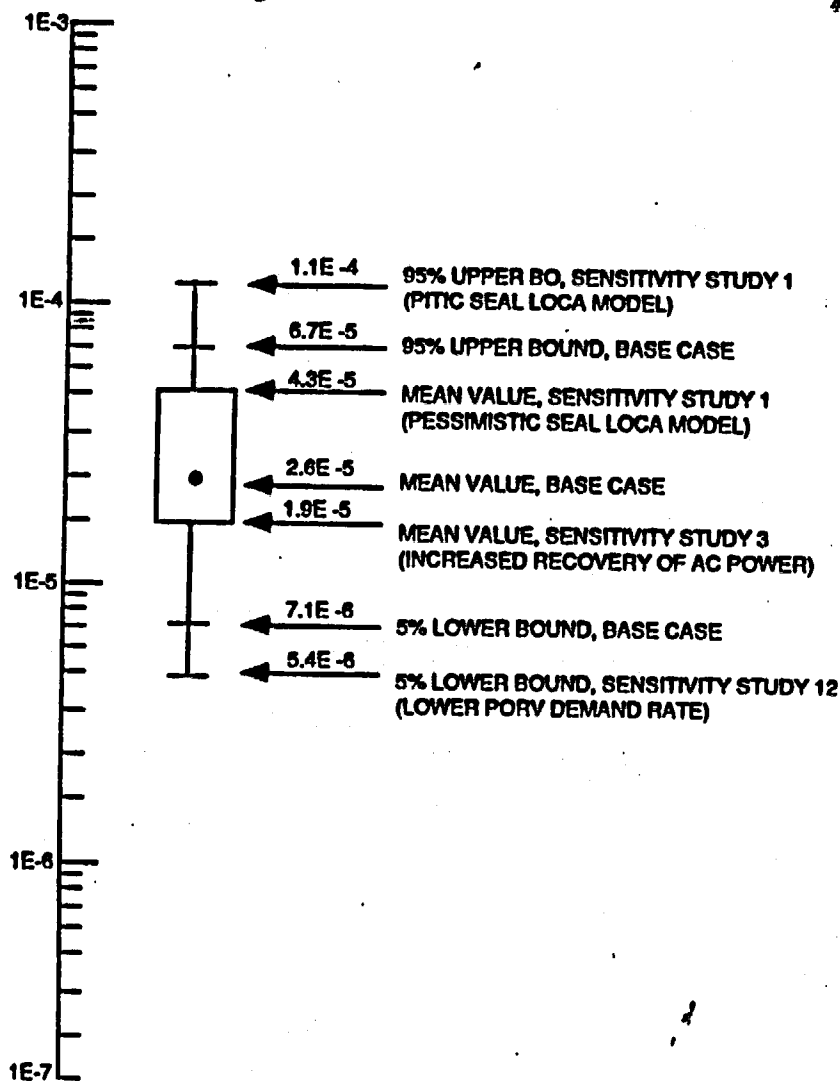 1E-3
1.1E -4
95% UPPER BO, SENSITIVITY STUDY 1
(PITIC SEAL LOCA MODEL)
1E-4
6.7E -5
95% UPPER BOUND, BASE CASE
4.3E -5
MEAN VALUE, SENSITIVITY STUDY 1
(PESSIMISTIC SEAL LOCA MODEL)
2.6E -5
MEAN VALUE, BASE CASE
1.9E -5
MEAN VALUE, SENSITIVITY STUDY 3
(INCREASED RECOVERY OF AC POWER)
1E-5
7.1E -6
5% LOWER BOUND, BASE CASE
5.4E -6
5% LOWER BOUND, SENSITIVITY STUDY 12
(LOWER PORV DEMAND RATE)
1E-6
1E-7